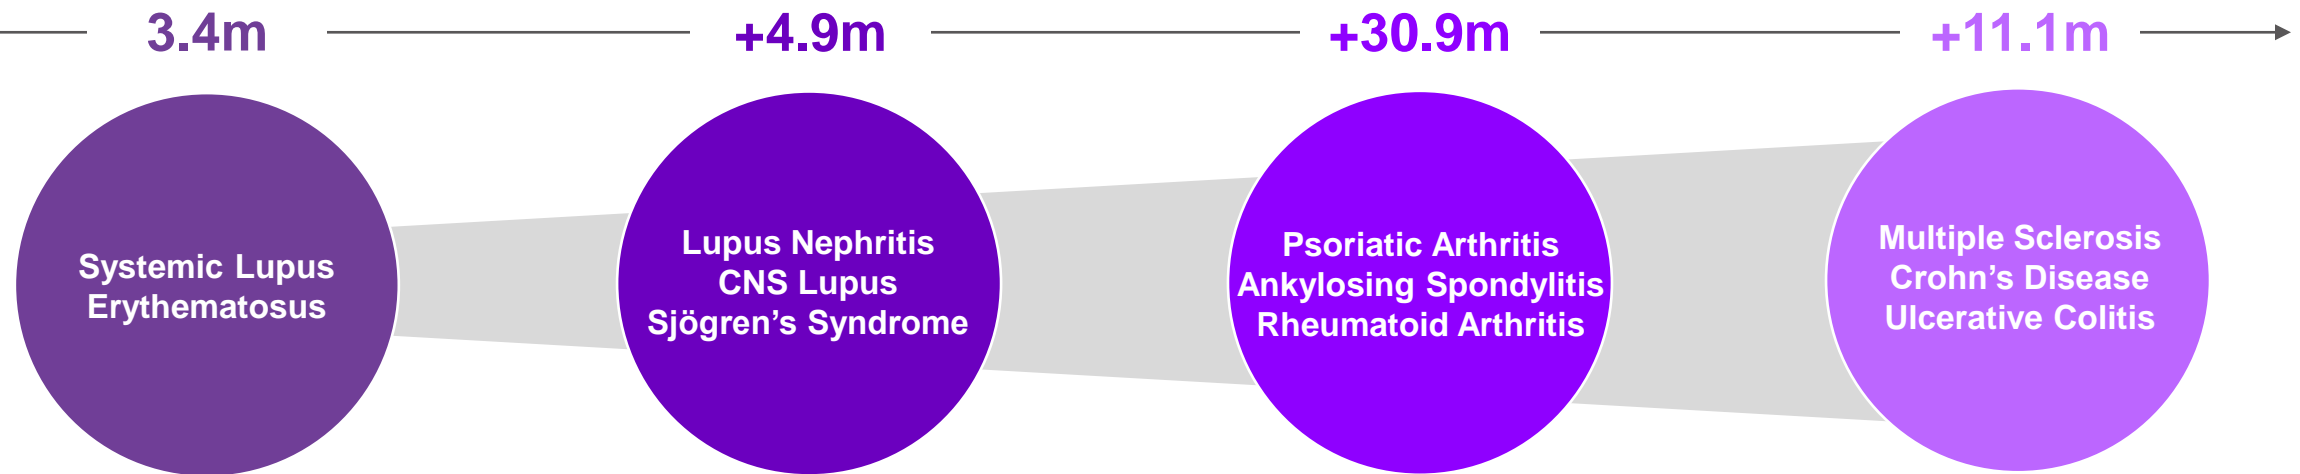 3.4m
+4.9m
+30.9m
+11.1m
Systemic Lupus
Erythematosus
Lupus Nephritis
CNS Lupus
Sjögren’s Syndrome
Psoriatic Arthritis
Ankylosing Spondylitis
Rheumatoid Arthritis
Multiple Sclerosis
Crohn’s Disease
Ulcerative Colitis